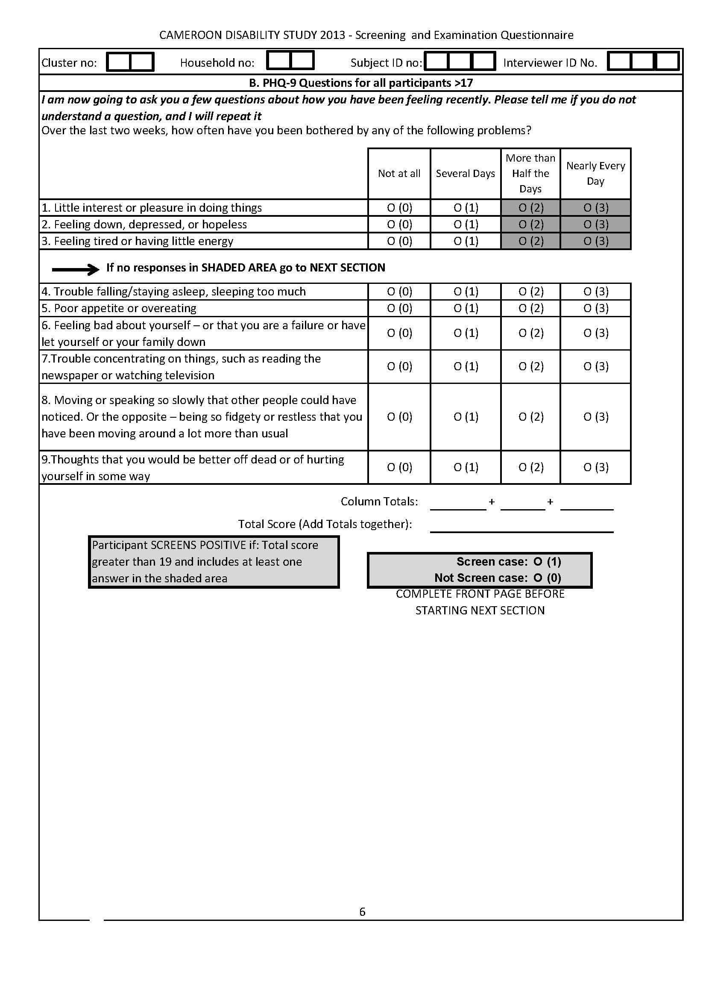 CAMEROON DISABILITY STUDY 2013 - Screening  and Examination Questionnaire
Cluster no: Household no: Subject ID no: Interviewer ID No.
B. PHQ-9 Questions for all participants >17
I am now going to ask you a few questions about how you have been feeling recently. Please tell me if you do not
understand a question, and I will repeat it
Over the last two weeks, how often have you been bothered by any of the following problems?
Not at all Several Days More than Half the Days Nearly Every Day
1. Little interest or pleasure in doing things O (0) O (1) O (2) O (3)
2. Feeling down, depressed, or hopeless O (0) O (1) O (2) O (3)
3. Feeling tired or having little energy O (0) O (1) O (2) O (3)
If no responses in SHADED AREA go to NEXT SECTION
4. Trouble falling/staying asleep, sleeping too much O (0) O (1) O (2) O (3)
5. Poor appetite or overeating O (0) O (1) O (2) O (3)
6. Feeling bad about yourself – or that you are a failure or have
let yourself or your family down O (0) O (1) O (2) O (3)
7.Trouble concentrating on things, such as reading the
newspaper or watching television O (0) O (1) O (2) O (3)
8. Moving or speaking so slowly that other people could have
noticed. Or the opposite – being so fidgety or restless that you O (0) O (1) O (2) O (3)
have been moving around a lot more than usual
9.Thoughts that you would be better off dead or of hurting
yourself in some way O (0) O (1) O (2) O (3)
Column Totals: + +
Total Score (Add Totals together):
Participant SCREENS POSITIVE if: Total score
greater than 19 and includes at least one
answer in the shaded area
Screen case: O (1)
Not Screen case: O (0)
COMPLETE FRONT PAGE BEFORE
STARTING NEXT SECTION
6